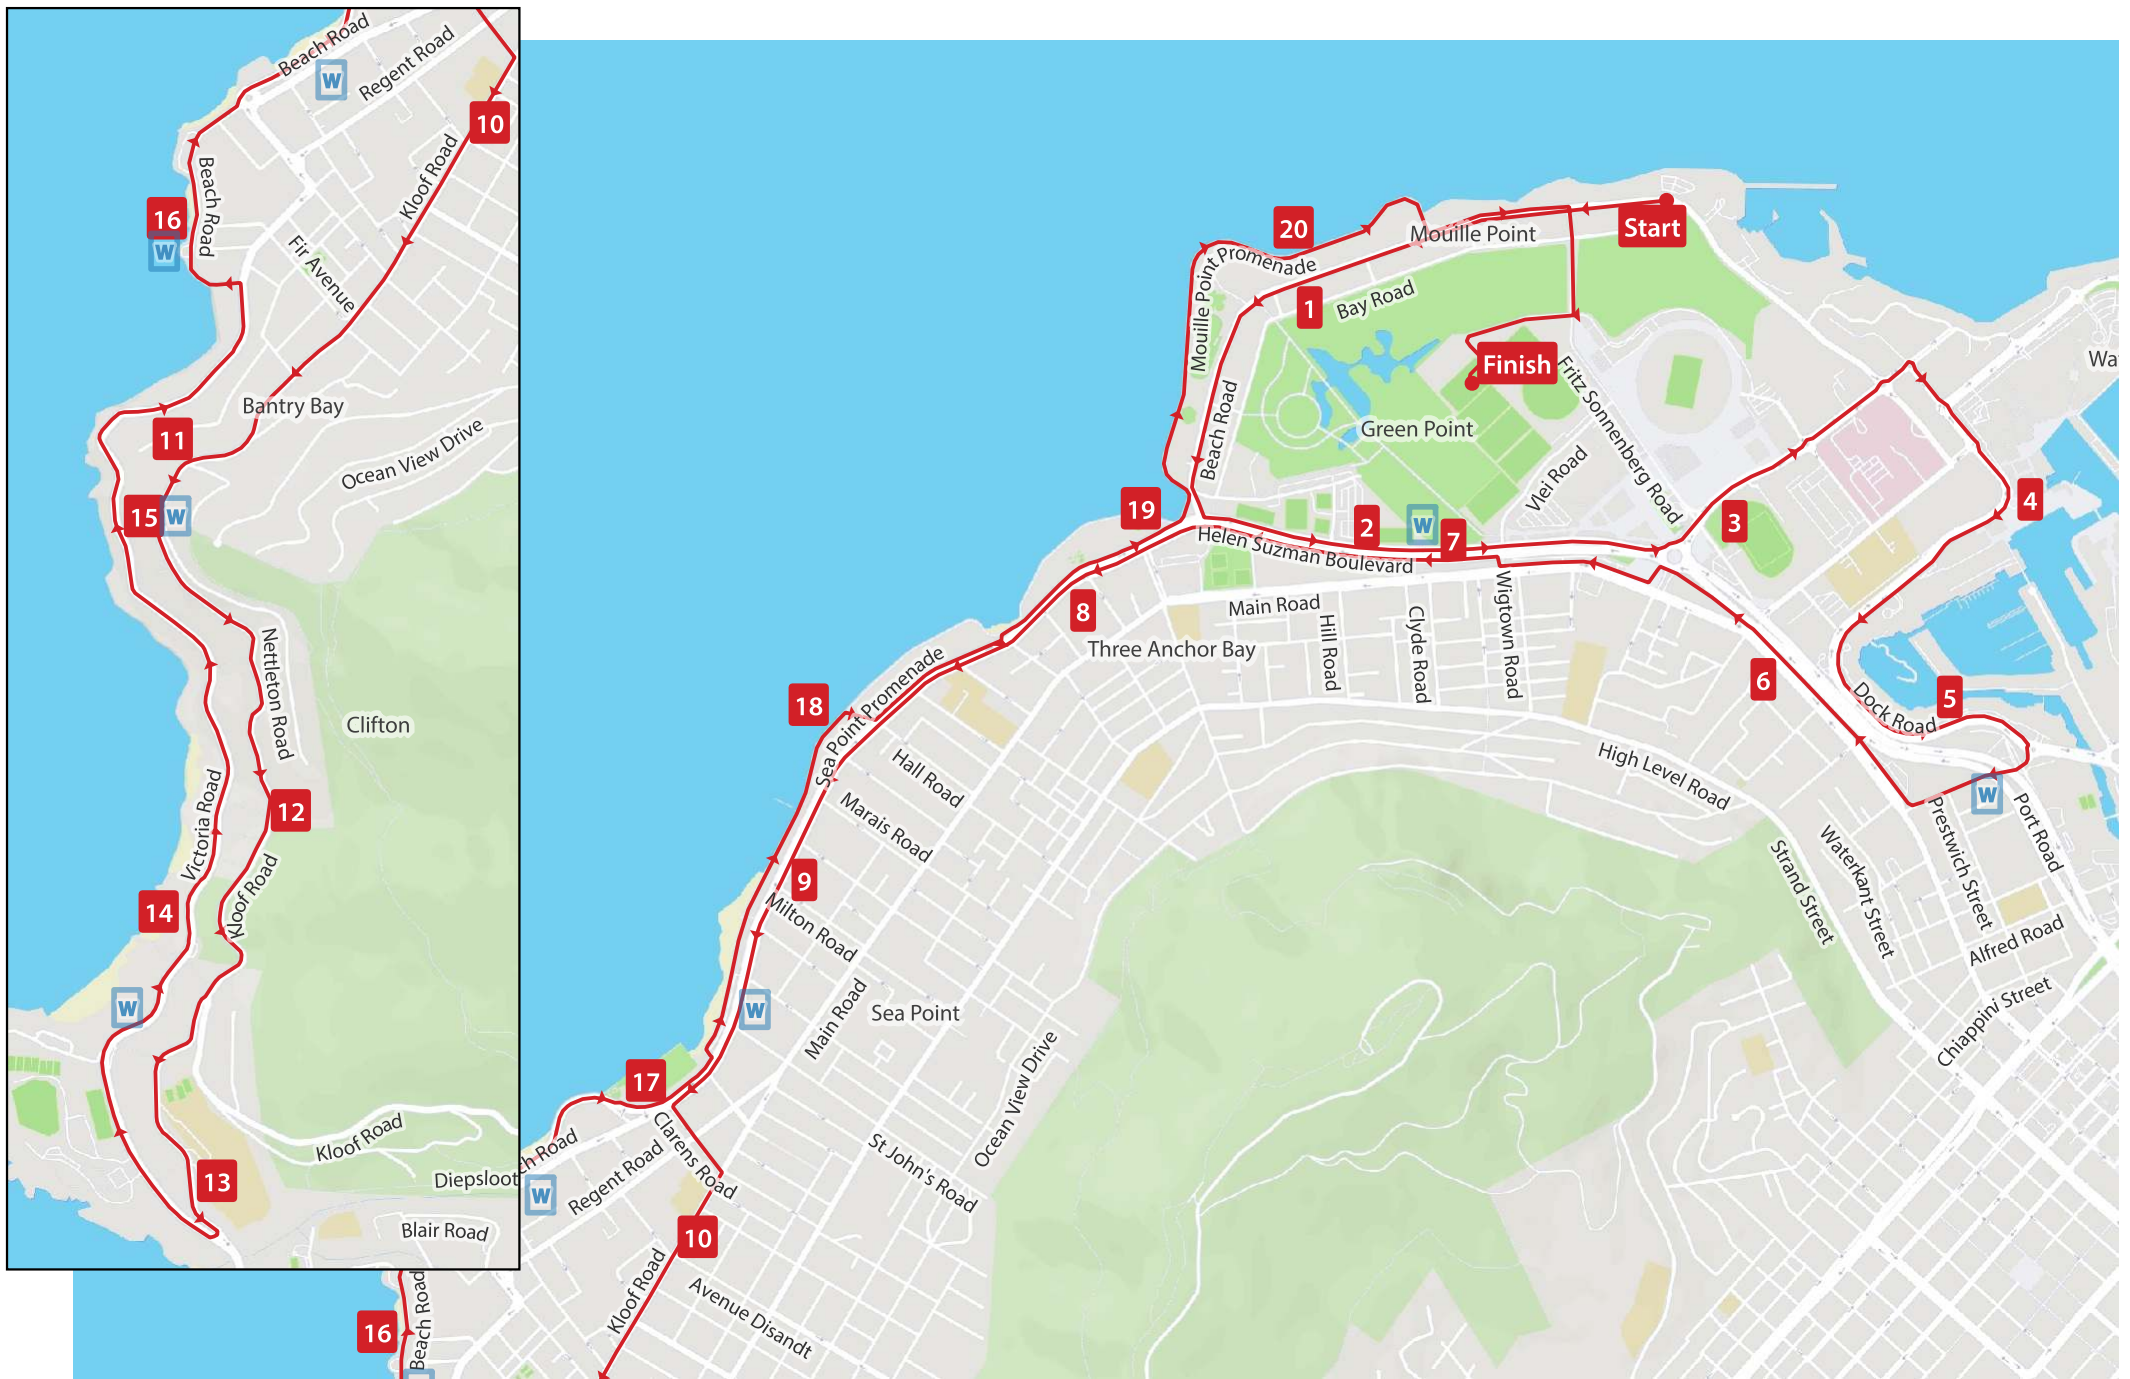 Beach Road
W
Regent Road
10
Kloof Road
Beach Road
16
W
Fir Avenue
Bantry Bay
11
Ocean View Drive
15
W
Nettleton Road
Clifton
12
Victoria Road
Kloof Road
14
W
Kloof Road
Diepsloot
13
Blair Road
Start
20
Mouille Point
Mouille Point Promenade
1
Bay Road
Finish
Wa
Beach Road
Green Point
Fritz Sonnenberg Road
Vlei Road
19
2
W
7
3
4
Helen Suzman Boulevard
8
Main Road
Hill Road
Clyde Road
Wigtown Road
Three Anchor Bay
6
5
Dock Road
18
Sea Point Promenade
Hall Road
Marais Road
High Level Road
W
Port Road
Prestwich Street
Waterkant Street
Strand Street
9
Milton Road
Alfred Road
Chiappini Street
W
Main Road
Sea Point
Ocean View Drive
17
Clarens Road
ch Road
Regent Road
W
St John's Road
10
Kloof Road
Avenue Disandt
16
Beach Road